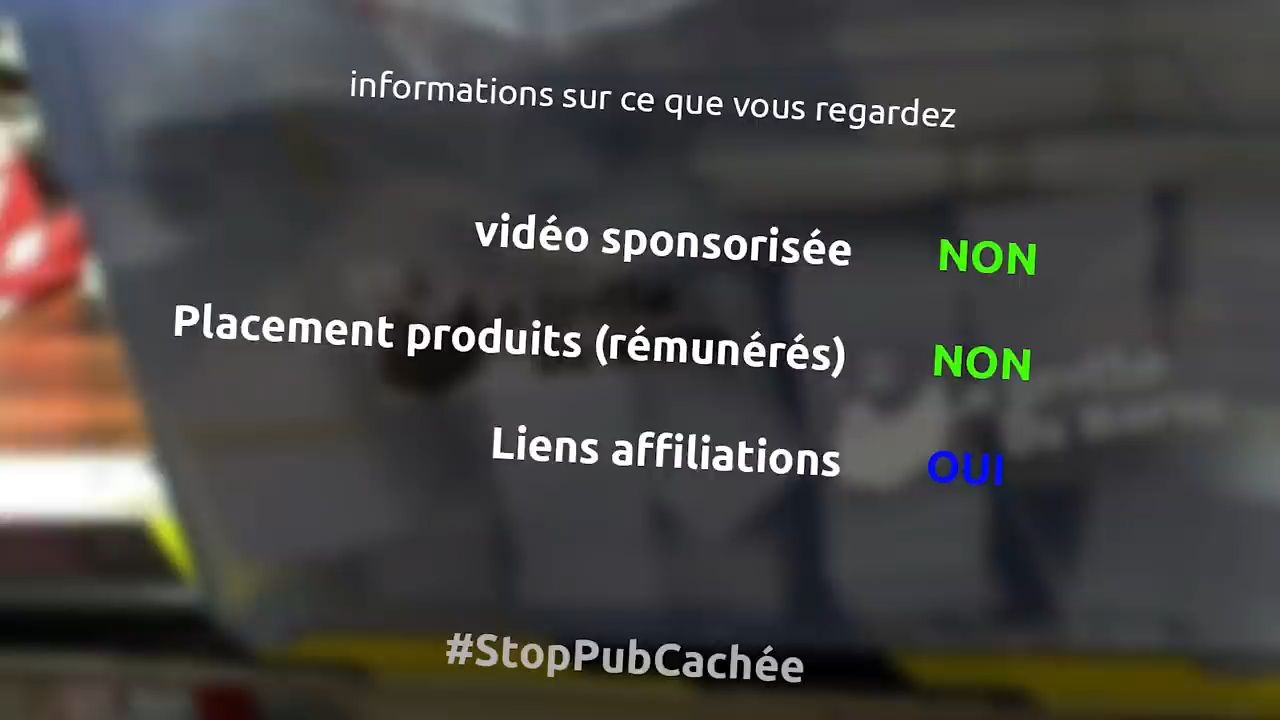 informations sur ce que vous regardez
vidéo sponsorisée NON
Placement produits (rémunérés) NON
Liens affiliations OUI
#StopPubCachée